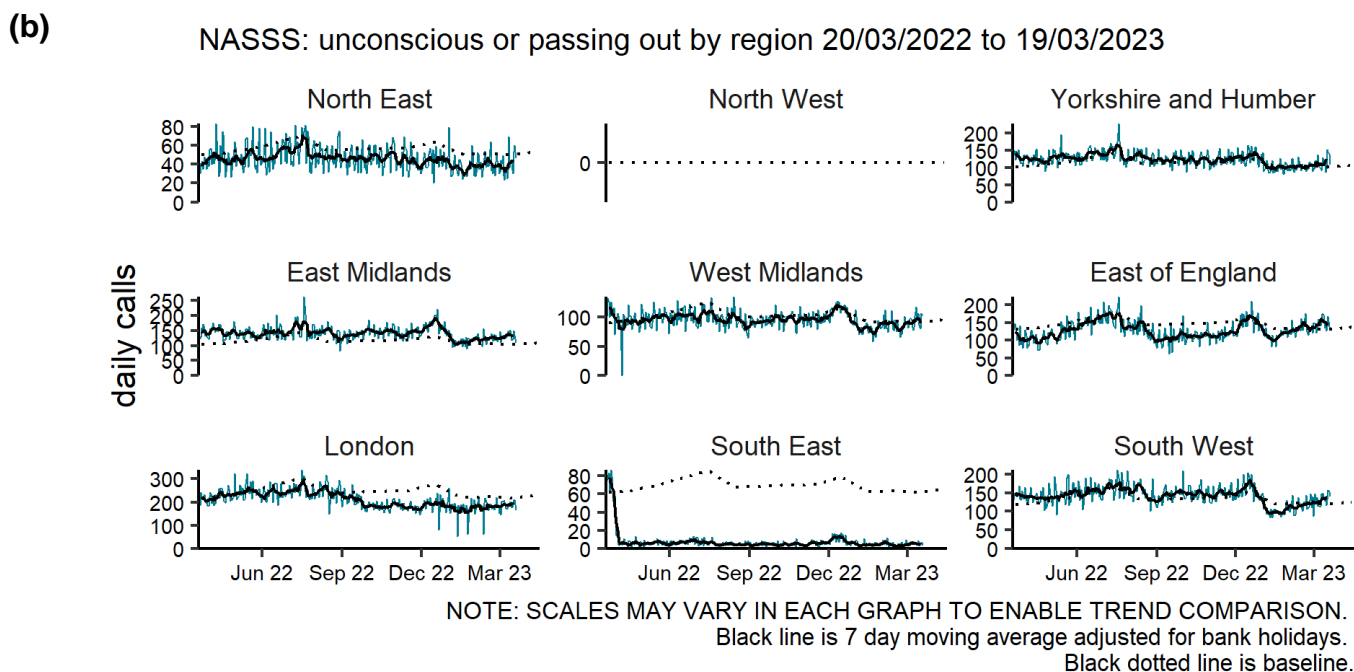 (b)
NASSS: unconscious or passing out by region 20/03/2022 to 19/03/2023
North East
North West
Yorkshire and Humber
80
60
40
20
0
0
200
150
100
50
0
East Midlands
West Midlands
East of England
250
200
150
100
50
0
100
50
0
200
150
100
50
0
daily calls
London
South East
South West
300
200
100
0
80
60
40
20
0
200
150
100
50
0
Jun 22 Sep 22 Dec 22 Mar 23
Jun 22 Sep 22 Dec 22 Mar 23
Jun 22 Sep 22 Dec 22 Mar 23
NOTE: SCALES MAY VARY IN EACH GRAPH TO ENABLE TREND COMPARISON.
Black line is 7 day moving average adjusted for bank holidays.
Black dotted line is baseline.